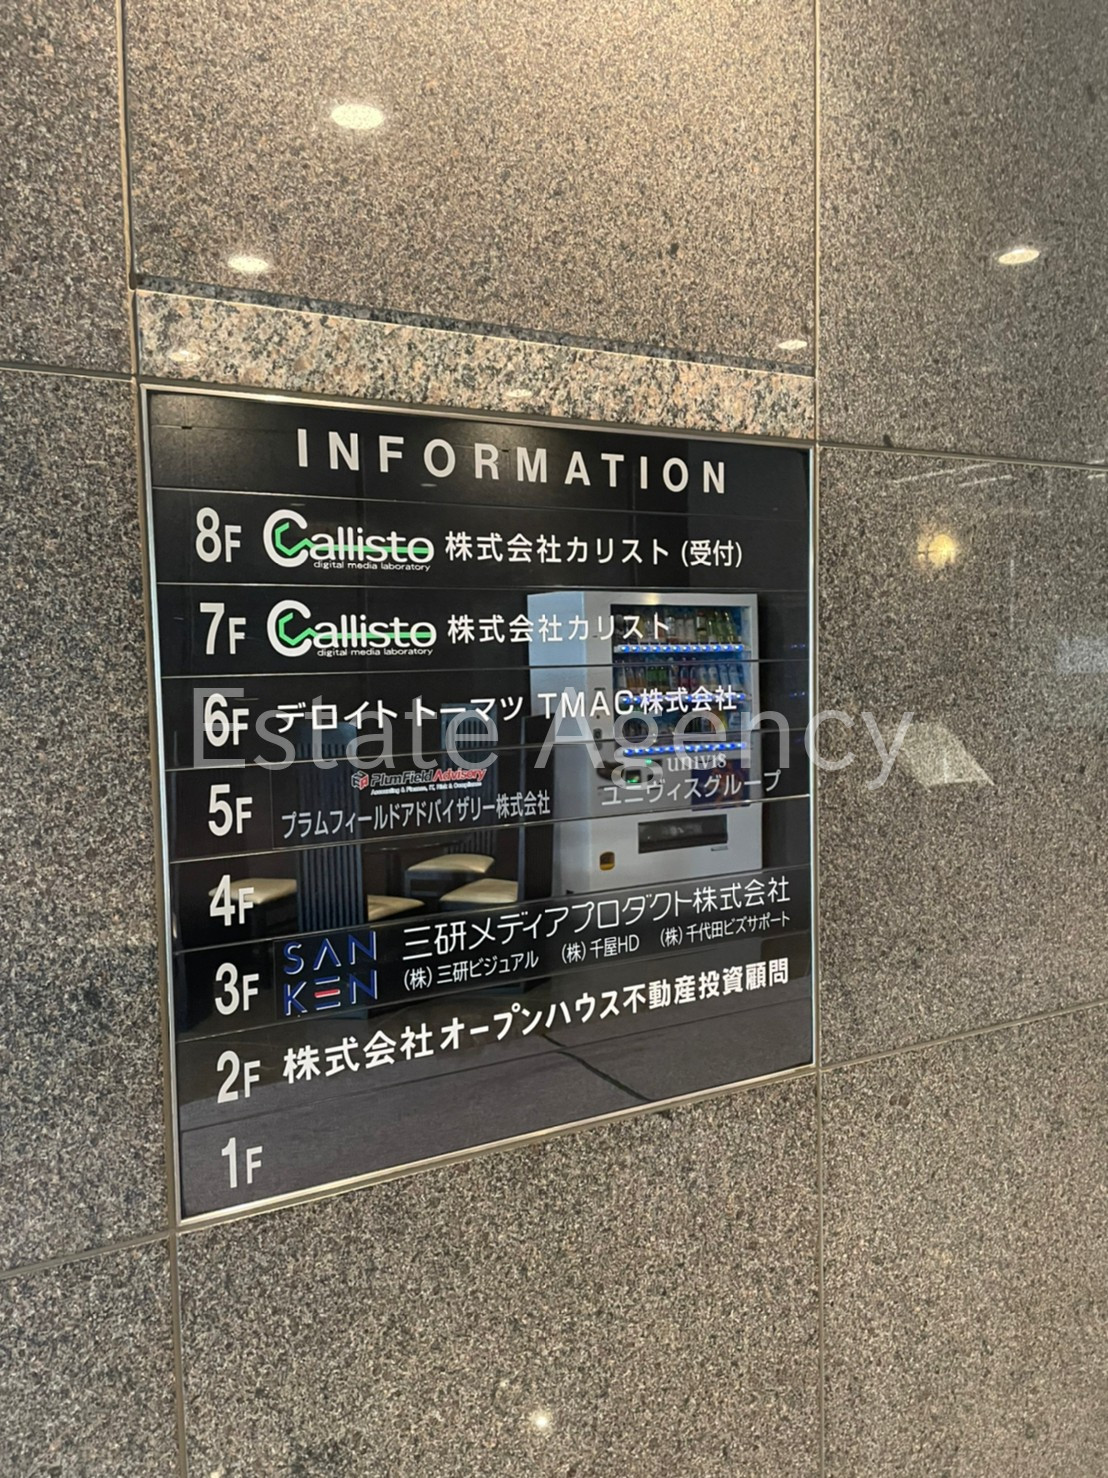 INFORMATION
8F Callisto 株式会社カリスト (受付)
digital media laboratory
7F Callisto 株式会社カリスト
digital media laboratory
6F デロイト トーマツ TMAC株式会社
Estate Agency
5F PlumField Advisory univis
Accounting & Finance, IT, Risk & Compliance
プラムフィールドアドバイザリー株式会社 ユニヴィスグループ
4F
3F SAN KEN 三研メディアプロダクト株式会社
(株)三研ビジュアル (株)千屋HD (株)千代田ビズサポート
2F 株式会社オープンハウス不動産投資顧問
1F